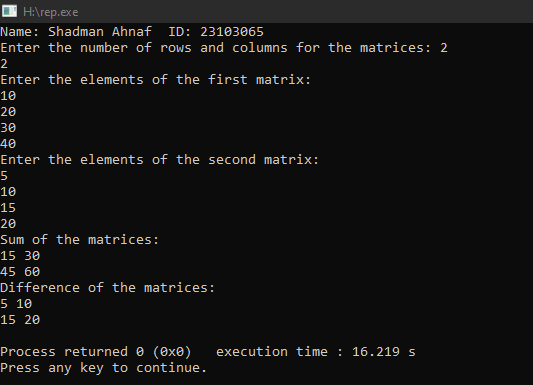 H:\rep.exe
Name: Shadman Ahnaf  ID: 23103065
Enter the number of rows and columns for the matrices: 2
2
Enter the elements of the first matrix:
10
20
30
40
Enter the elements of the second matrix:
5
10
15
20
Sum of the matrices:
15 30
45 60
Difference of the matrices:
5 10
15 20
Process returned 0 (0x0)   execution time : 16.219 s
Press any key to continue.